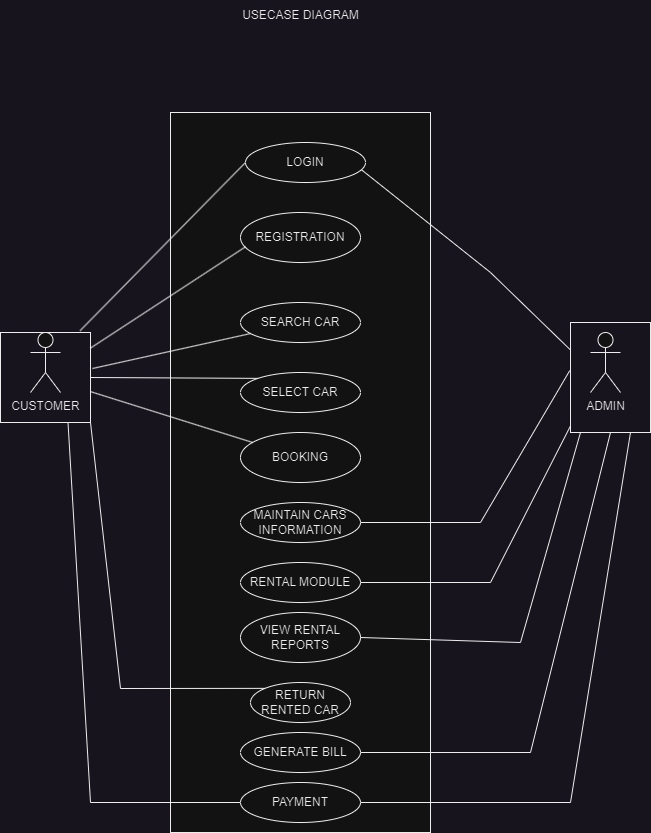 USECASE DIAGRAM
LOGIN
REGISTRATION
SEARCH CAR
SELECT CAR
CUSTOMER
ADMIN
BOOKING
MAINTAIN CARS
INFORMATION
RENTAL MODULE
VIEW RENTAL
REPORTS
RETURN
RENTED CAR
GENERATE BILL
PAYMENT